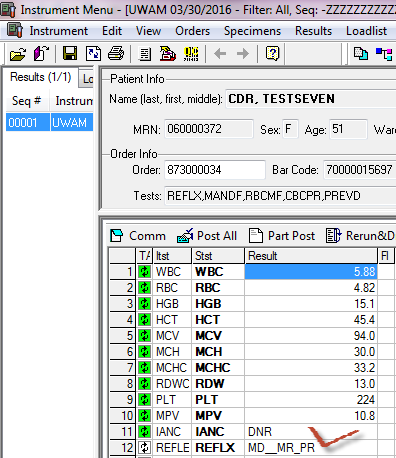 Instrument Menu - [UWAM 03/30/2016 - Filter: All, Seq: -ZZZZZZZZZZZ
Instrument Edit View Orders Specimens Results Loadlist
Results (1/1) Lo
Seq # Instrum
00001 UWAM
Patient Info
Name (last, first, middle): CDR, TESTSEVEN
MRN: 060000372 Sex: F Age: 51 Ward
Order Info
Order: 873000034 Bar Code: 70000015697
Tests: REFLX,MANDF,RBCMF,CBCPR,PREVD
Comm Post All Part Post Rerun&D
TA Itst Stst Result Fl
1 WBC WBC 5.88
2 RBC RBC 4.82
3 HGB HGB 15.1
4 HCT HCT 45.4
5 MCV MCV 94.0
6 MCH MCH 30.0
7 MCHC MCHC 33.2
8 RDWC RDW 13.0
9 PLT PLT 224
10 MPV MPV 10.8
11 IANC IANC DNR
12 REFLE REFLX MD__MR_PR